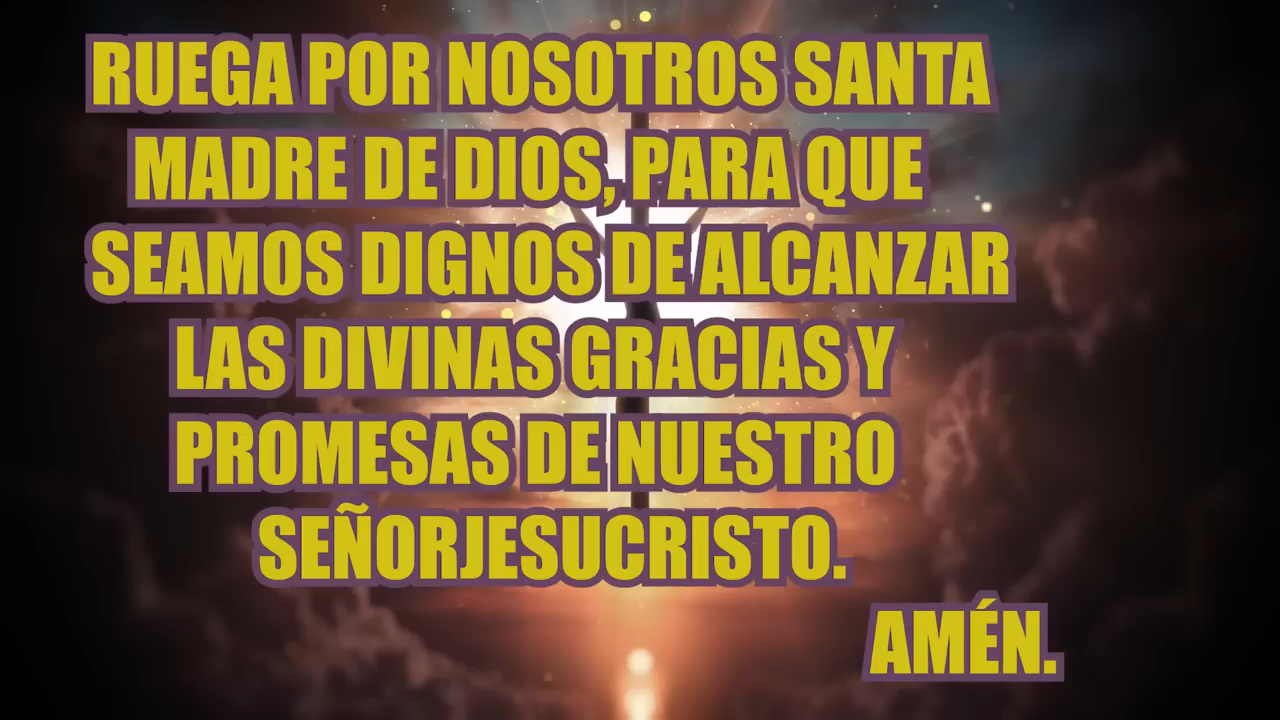 RUEGA POR NOSOTROS SANTA
MADRE DE DIOS, PARA QUE
SEAMOS DIGNOS DE ALCANZAR
LAS DIVINAS GRACIAS Y
PROMESAS DE NUESTRO
SEÑORJESUCRISTO.
AMÉN.